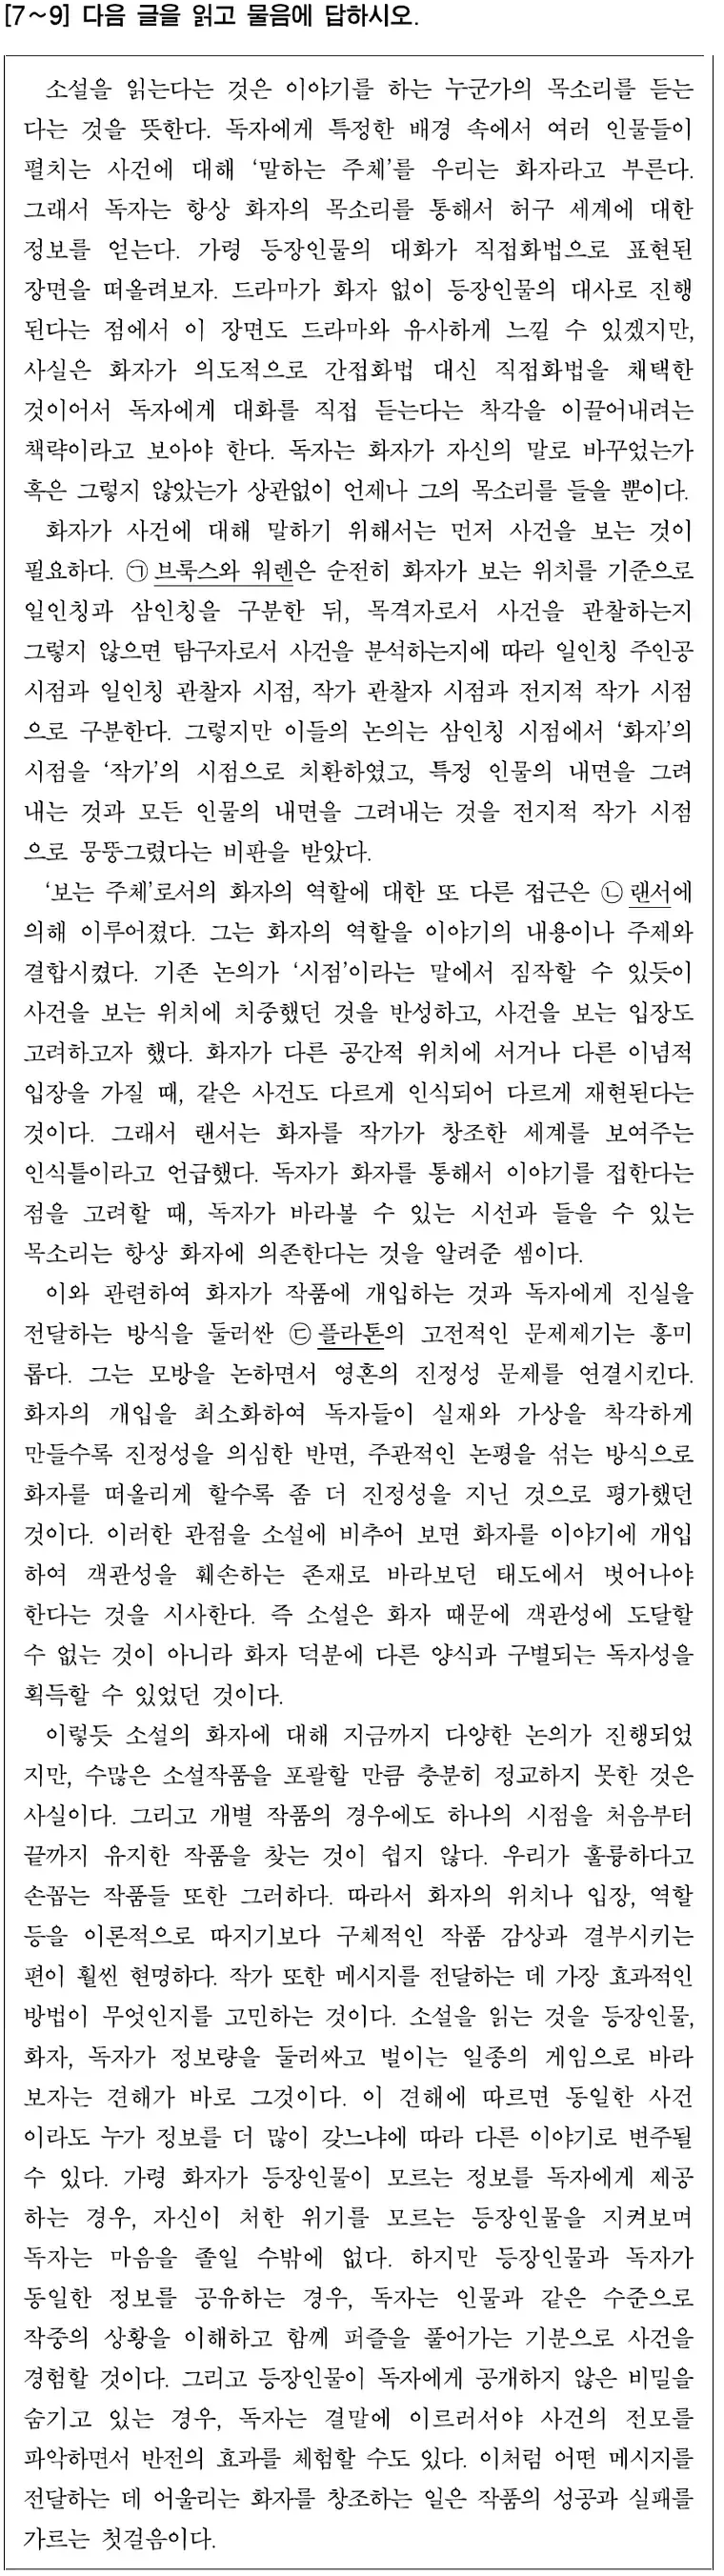 [7~9] 다음 글을 읽고 물음에 답하시오.
소설을 읽는다는 것은 이야기를 하는 누군가의 목소리를 듣는
다는 것을 뜻한다. 독자에게 특정한 배경 속에서 여러 인물들이
펼치는 사건에 대해 ‘말하는 주체’를 우리는 화자라고 부른다.
그래서 독자는 항상 화자의 목소리를 통해서 허구 세계에 대한
정보를 얻는다. 가령 등장인물의 대화가 직접화법으로 표현된
장면을 떠올려보자. 드라마가 화자 없이 등장인물의 대사로 진행
된다는 점에서 이 장면도 드라마와 유사하게 느낄 수 있겠지만,
사실은 화자가 의도적으로 간접화법 대신 직접화법을 채택한
것이어서 독자에게 대화를 직접 듣는다는 착각을 이끌어내려는
책략이라고 보아야 한다. 독자는 화자가 자신의 말로 바꾸었는가
혹은 그렇지 않았는가 상관없이 언제나 그의 목소리를 들을 뿐이다.
화자가 사건에 대해 말하기 위해서는 먼저 사건을 보는 것이
필요하다. ㉠ 브룩스와 워렌은 순전히 화자가 보는 위치를 기준으로
일인칭과 삼인칭을 구분한 뒤, 목격자로서 사건을 관찰하는지
그렇지 않으면 탐구자로서 사건을 분석하는지에 따라 일인칭 주인공
시점과 일인칭 관찰자 시점, 작가 관찰자 시점과 전지적 작가 시점
으로 구분한다. 그렇지만 이들의 논의는 삼인칭 시점에서 ‘화자’의
시점을 ‘작가’의 시점으로 치환하였고, 특정 인물의 내면을 그려
내는 것과 모든 인물의 내면을 그려내는 것을 전지적 작가 시점
으로 뭉뚱그렸다는 비판을 받았다.
‘보는 주체’로서의 화자의 역할에 대한 또 다른 접근은 ㉡ 랜서에
의해 이루어졌다. 그는 화자의 역할을 이야기의 내용이나 주제와
결합시켰다. 기존 논의가 ‘시점’이라는 말에서 짐작할 수 있듯이
사건을 보는 위치에 치중했던 것을 반성하고, 사건을 보는 입장도
고려하고자 했다. 화자가 다른 공간적 위치에 서거나 다른 이념적
입장을 가질 때, 같은 사건도 다르게 인식되어 다르게 재현된다는
것이다. 그래서 랜서는 화자를 작가가 창조한 세계를 보여주는
인식틀이라고 언급했다. 독자가 화자를 통해서 이야기를 접한다는
점을 고려할 때, 독자가 바라볼 수 있는 시선과 들을 수 있는
목소리는 항상 화자에 의존한다는 것을 알려준 셈이다.
이와 관련하여 화자가 작품에 개입하는 것과 독자에게 진실을
전달하는 방식을 둘러싼 ㉢ 플라톤의 고전적인 문제제기는 흥미
롭다. 그는 모방을 논하면서 영혼의 진정성 문제를 연결시킨다.
화자의 개입을 최소화하여 독자들이 실재와 가상을 착각하게
만들수록 진정성을 의심한 반면, 주관적인 논평을 섞는 방식으로
화자를 떠올리게 할수록 좀 더 진정성을 지닌 것으로 평가했던
것이다. 이러한 관점을 소설에 비추어 보면 화자를 이야기에 개입
하여 객관성을 훼손하는 존재로 바라보던 태도에서 벗어나야
한다는 것을 시사한다. 즉 소설은 화자 때문에 객관성에 도달할
수 없는 것이 아니라 화자 덕분에 다른 양식과 구별되는 독자성을
획득할 수 있었던 것이다.
이렇듯 소설의 화자에 대해 지금까지 다양한 논의가 진행되었
지만, 수많은 소설작품을 포괄할 만큼 충분히 정교하지 못한 것은
사실이다. 그리고 개별 작품의 경우에도 하나의 시점을 처음부터
끝까지 유지한 작품을 찾는 것이 쉽지 않다. 우리가 훌륭하다고
손꼽는 작품들 또한 그러하다. 따라서 화자의 위치나 입장, 역할
등을 이론적으로 따지기보다 구체적인 작품 감상과 결부시키는
편이 훨씬 현명하다. 작가 또한 메시지를 전달하는 데 가장 효과적인
방법이 무엇인지를 고민하는 것이다. 소설을 읽는 것을 등장인물,
화자, 독자가 정보량을 둘러싸고 벌이는 일종의 게임으로 바라
보자는 견해가 바로 그것이다. 이 견해에 따르면 동일한 사건
이라도 누가 정보를 더 많이 갖느냐에 따라 다른 이야기로 변주될
수 있다. 가령 화자가 등장인물이 모르는 정보를 독자에게 제공
하는 경우, 자신이 처한 위기를 모르는 등장인물을 지켜보며
독자는 마음을 졸일 수밖에 없다. 하지만 등장인물과 독자가
동일한 정보를 공유하는 경우, 독자는 인물과 같은 수준으로
작중의 상황을 이해하고 함께 퍼즐을 풀어가는 기분으로 사건을
경험할 것이다. 그리고 등장인물이 독자에게 공개하지 않은 비밀을
숨기고 있는 경우, 독자는 결말에 이르러서야 사건의 전모를
파악하면서 반전의 효과를 체험할 수도 있다. 이처럼 어떤 메시지를
전달하는 데 어울리는 화자를 창조하는 일은 작품의 성공과 실패를
가르는 첫걸음이다.